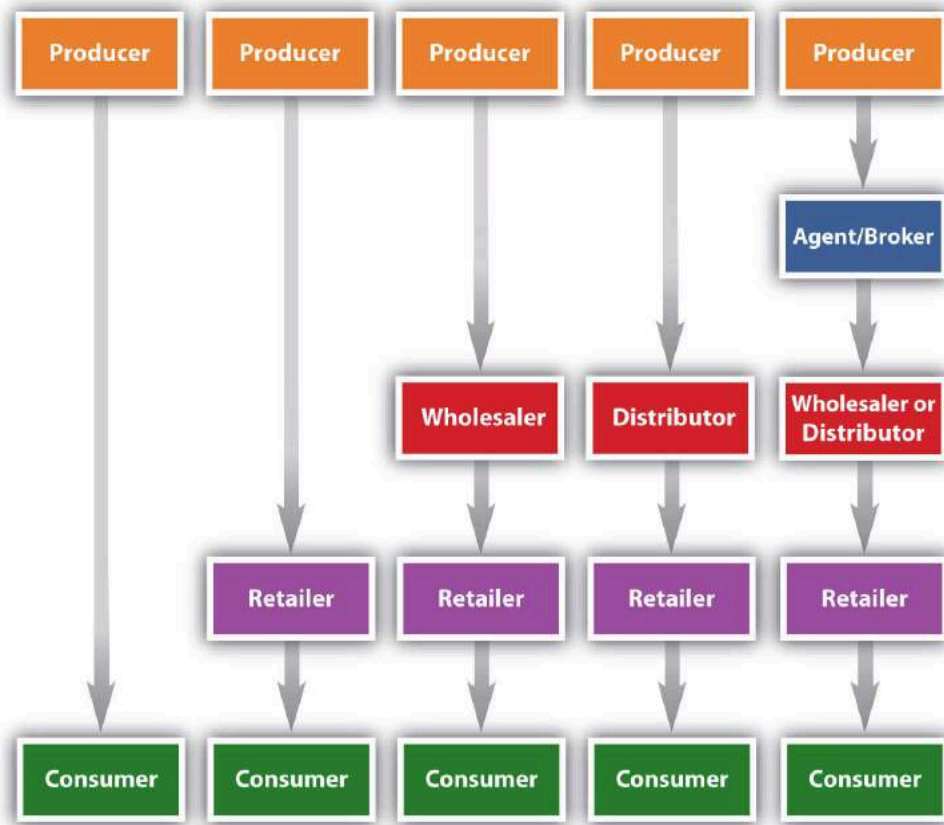 Producer
Producer
Producer
Producer
Producer
Agent/Broker
Wholesaler
Distributor
Wholesaler or
Distributor
Retailer
Retailer
Retailer
Retailer
Consumer
Consumer
Consumer
Consumer
Consumer